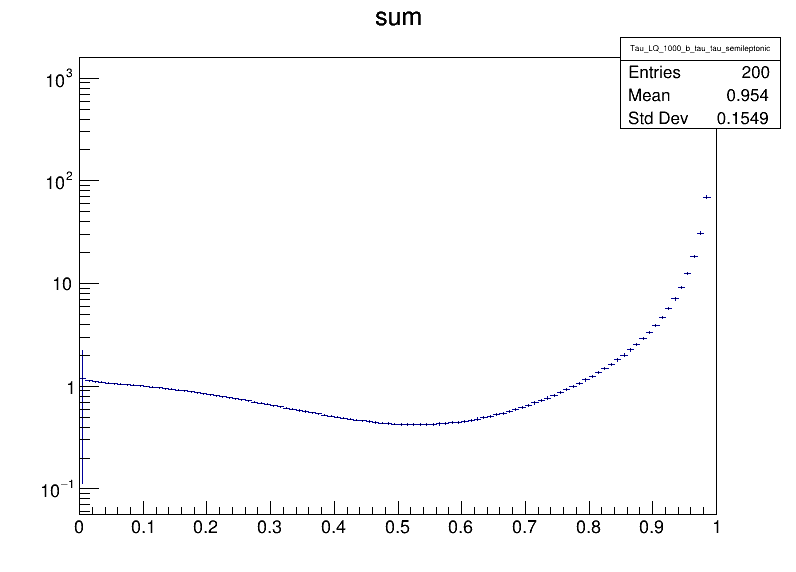 sum
Tau_LQ_1000_b_tau_tau_semileptonic
Entries 200
Mean 0.954
Std Dev 0.1549
10³
10²
10
1
10⁻¹
0 0.1 0.2 0.3 0.4 0.5 0.6 0.7 0.8 0.9 1